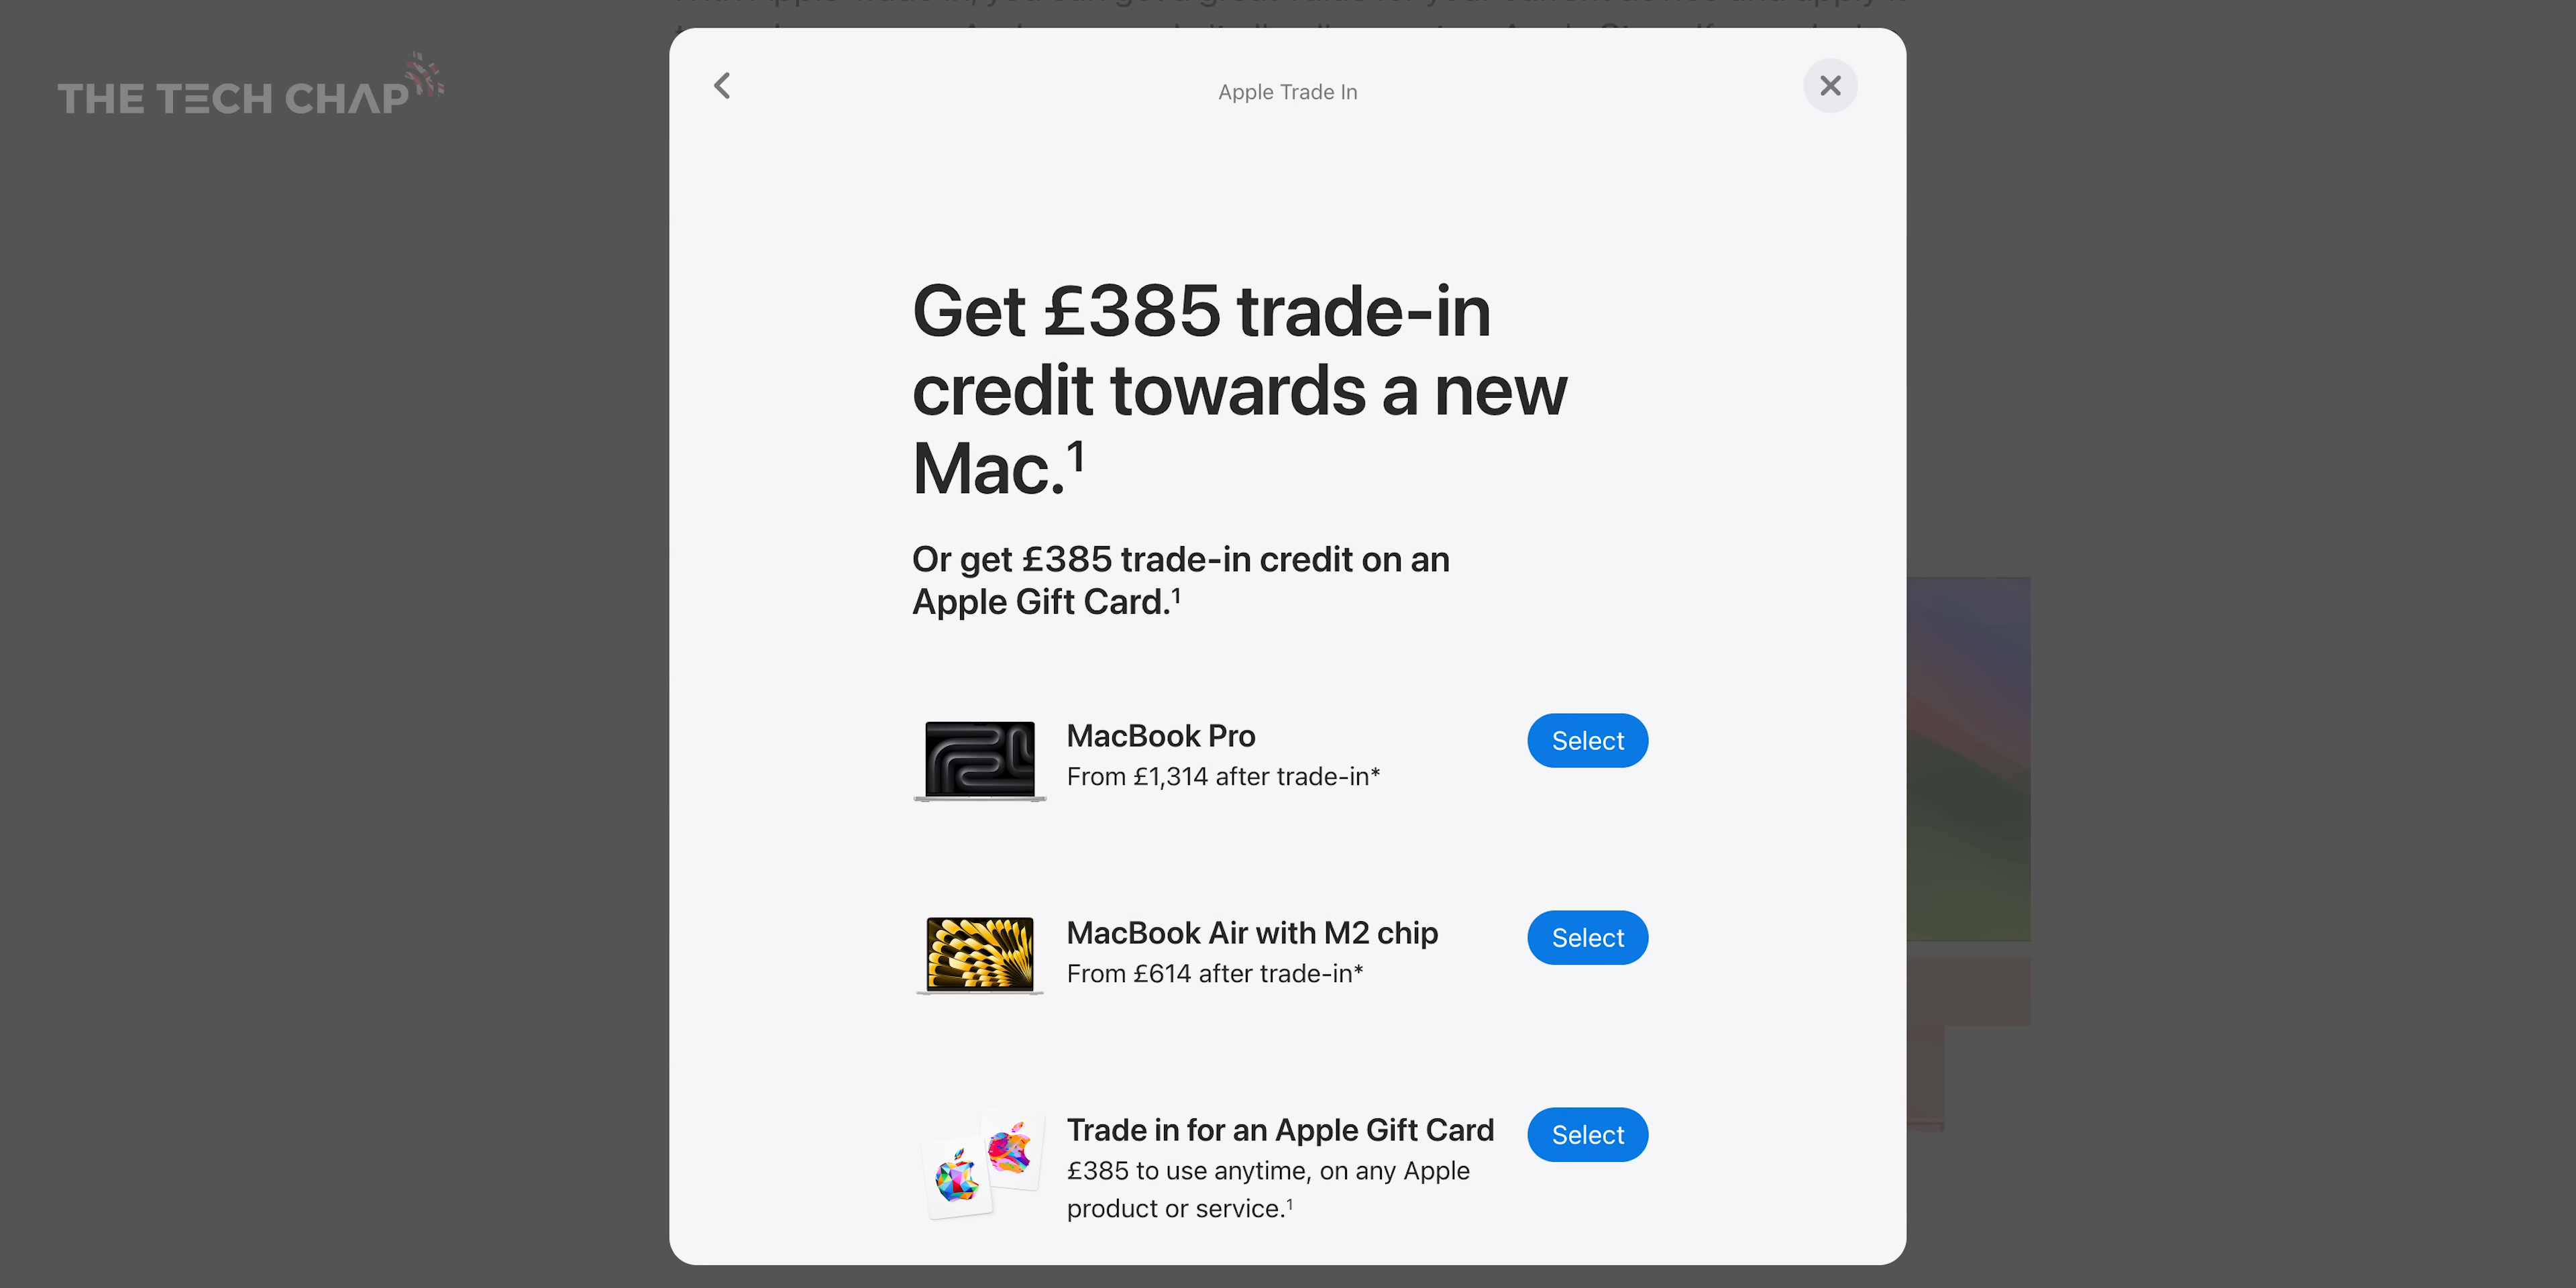 THE TECH CHAP
Apple Trade In
Get £385 trade-in
credit towards a new
Mac.¹
Or get £385 trade-in credit on an
Apple Gift Card.¹
MacBook Pro
From £1,314 after trade-in*
Select
MacBook Air with M2 chip
From £614 after trade-in*
Select
Trade in for an Apple Gift Card
£385 to use anytime, on any Apple
product or service.¹
Select